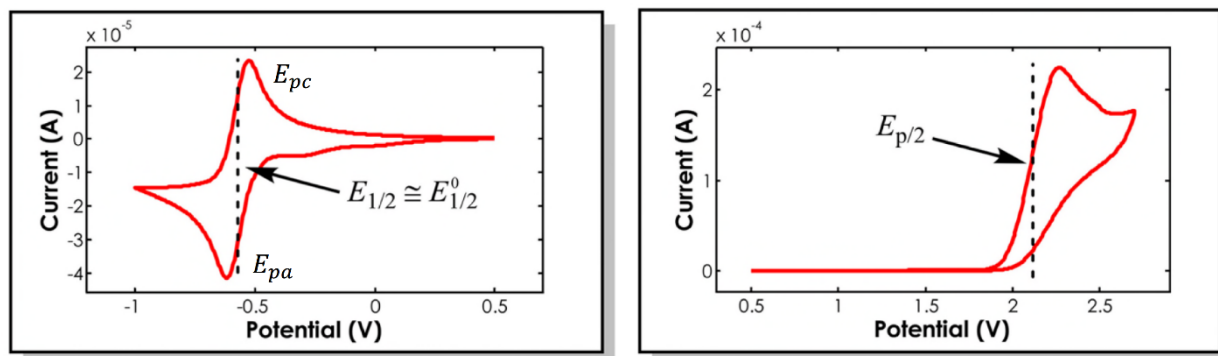 x 10⁻⁵
2
1
0
-1
-2
-3
-4
Current (A)
E_pc
E_1/2 ≅ E⁰_1/2
E_pa
-1 -0.5 0 0.5
Potential (V)
x 10⁻⁴
2
1
0
Current (A)
E_p/2
0.5 1 1.5 2 2.5
Potential (V)